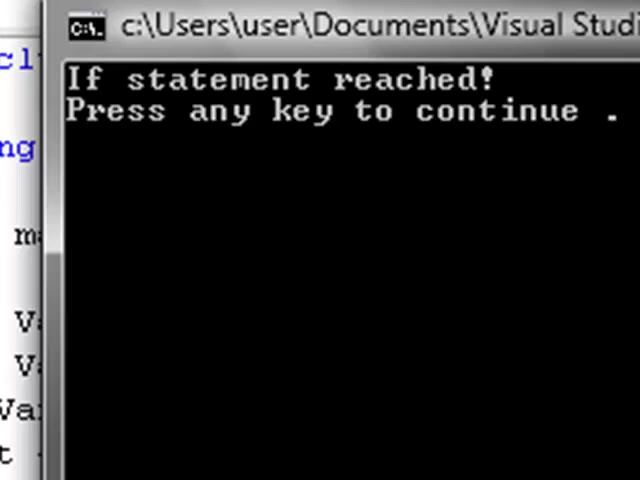 c:\Users\user\Documents\Visual Studi
If statement reached!
Press any key to continue .